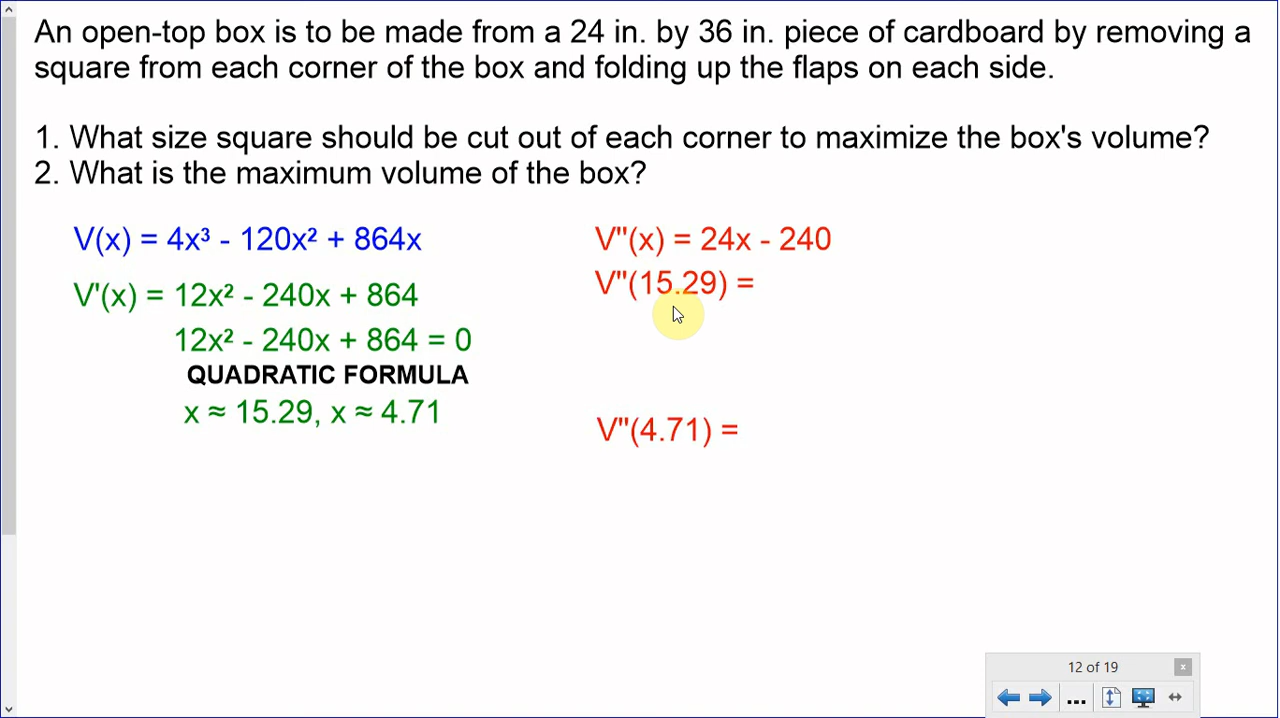 An open-top box is to be made from a 24 in. by 36 in. piece of cardboard by removing a
square from each corner of the box and folding up the flaps on each side.
1. What size square should be cut out of each corner to maximize the box's volume?
2. What is the maximum volume of the box?
V(x) = 4x³ - 120x² + 864x
V'(x) = 12x² - 240x + 864
12x² - 240x + 864 = 0
QUADRATIC FORMULA
x ≈ 15.29, x ≈ 4.71
V"(x) = 24x - 240
V"(15.29) =
V"(4.71) =
12 of 19